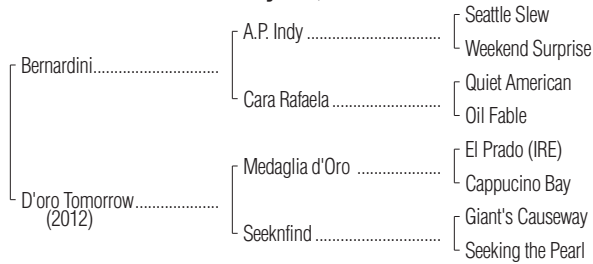 Seattle Slew
A.P. Indy
Weekend Surprise
Bernardini
Quiet American
Cara Rafaela
Oil Fable
El Prado (IRE)
Medaglia d'Oro
Cappucino Bay
D'oro Tomorrow
(2012)
Giant's Causeway
Seeknfind
Seeking the Pearl